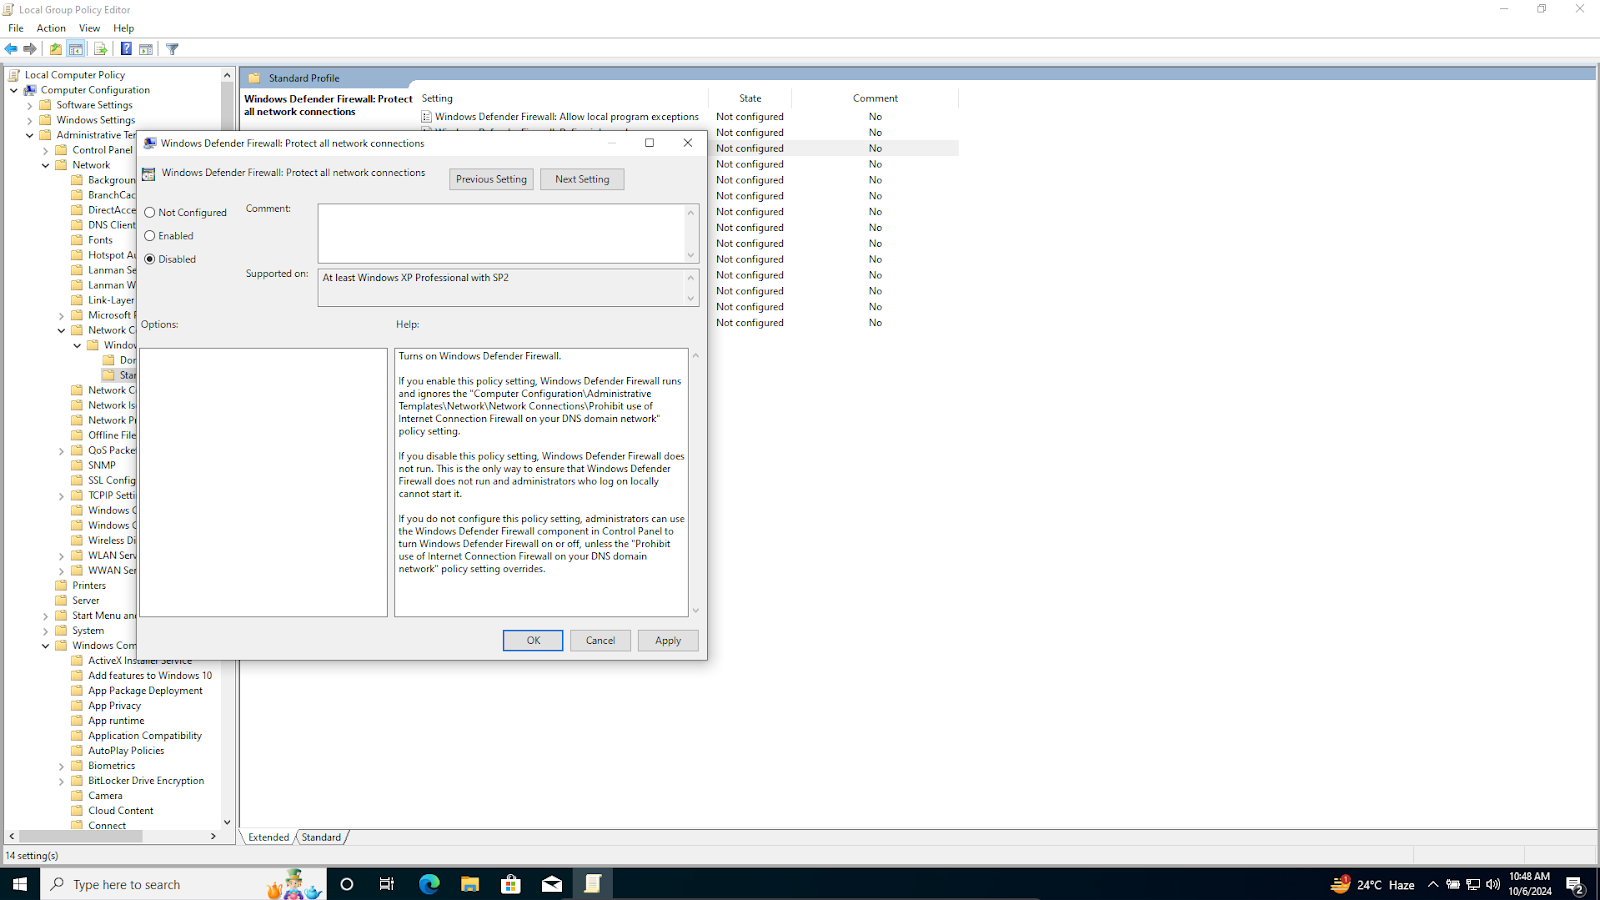 Local Group Policy Editor
File Action View Help
Local Computer Policy
Computer Configuration
Software Settings
Windows Settings
Administrative Ter
Control Panel
Network
Backgroun
BranchCac
DirectAcce
DNS Client
Fonts
Hotspot Au
Lanman Se
Lanman W
Link-Layer
Microsoft P
Network C
Window
Dor
Star
Network C
Network Is
Network Pr
Offline File
QoS Packe
SNMP
SSL Config
TCPIP Setti
Windows C
Windows C
Wireless Di
WLAN Serv
WWAN Ser
Printers
Server
Start Menu an
System
Windows Com
ActiveX Installer Service
Add features to Windows 10
App Package Deployment
App Privacy
App runtime
Application Compatibility
AutoPlay Policies
Biometrics
BitLocker Drive Encryption
Camera
Cloud Content
Connect
Standard Profile
Windows Defender Firewall: Protect
all network connections
Setting State Comment
Windows Defender Firewall: Allow local program exceptions Not configured No
Not configured No
Not configured No
Not configured No
Not configured No
Not configured No
Not configured No
Not configured No
Not configured No
Not configured No
Not configured No
Not configured No
Not configured No
Not configured No
Windows Defender Firewall: Protect all network connections
Windows Defender Firewall: Protect all network connections
Previous Setting Next Setting
Not Configured
Enabled
Disabled
Comment:
Supported on:
At least Windows XP Professional with SP2
Options:
Help:
Turns on Windows Defender Firewall.
If you enable this policy setting, Windows Defender Firewall runs
and ignores the "Computer Configuration\Administrative
Templates\Network\Network Connections\Prohibit use of
Internet Connection Firewall on your DNS domain network"
policy setting.
If you disable this policy setting, Windows Defender Firewall does
not run. This is the only way to ensure that Windows Defender
Firewall does not run and administrators who log on locally
cannot start it.
If you do not configure this policy setting, administrators can use
the Windows Defender Firewall component in Control Panel to
turn Windows Defender Firewall on or off, unless the "Prohibit
use of Internet Connection Firewall on your DNS domain
network" policy setting overrides.
OK Cancel Apply
Extended Standard
14 setting(s)
Type here to search
1
24°C Haze
10:48 AM
10/6/2024
2